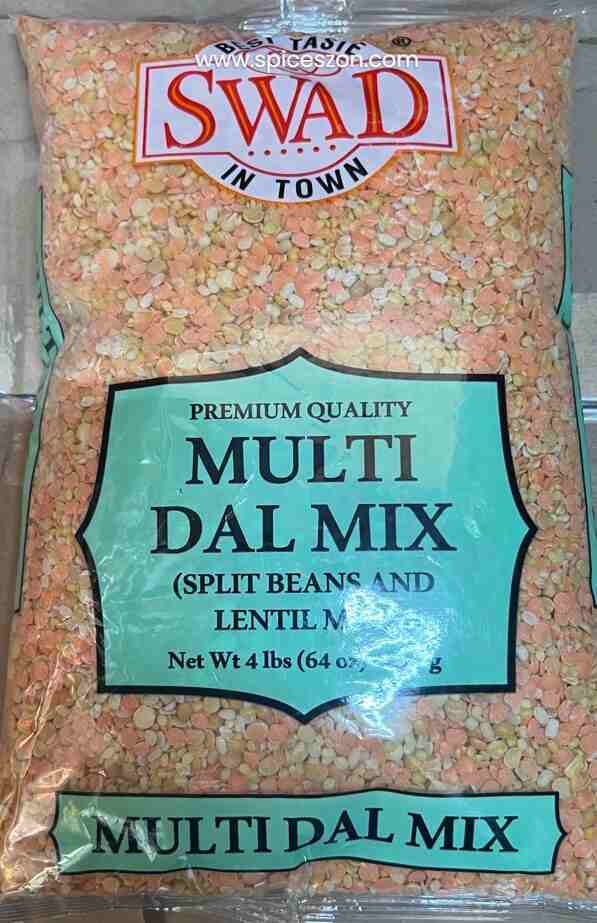 BEST TASTE ®
www.spiceszon.com
SWAD
IN TOWN
PREMIUM QUALITY
MULTI
DAL MIX
(SPLIT BEANS AND
LENTIL M
Net Wt 4 lbs (64 oz) g
MULTI DAL MIX